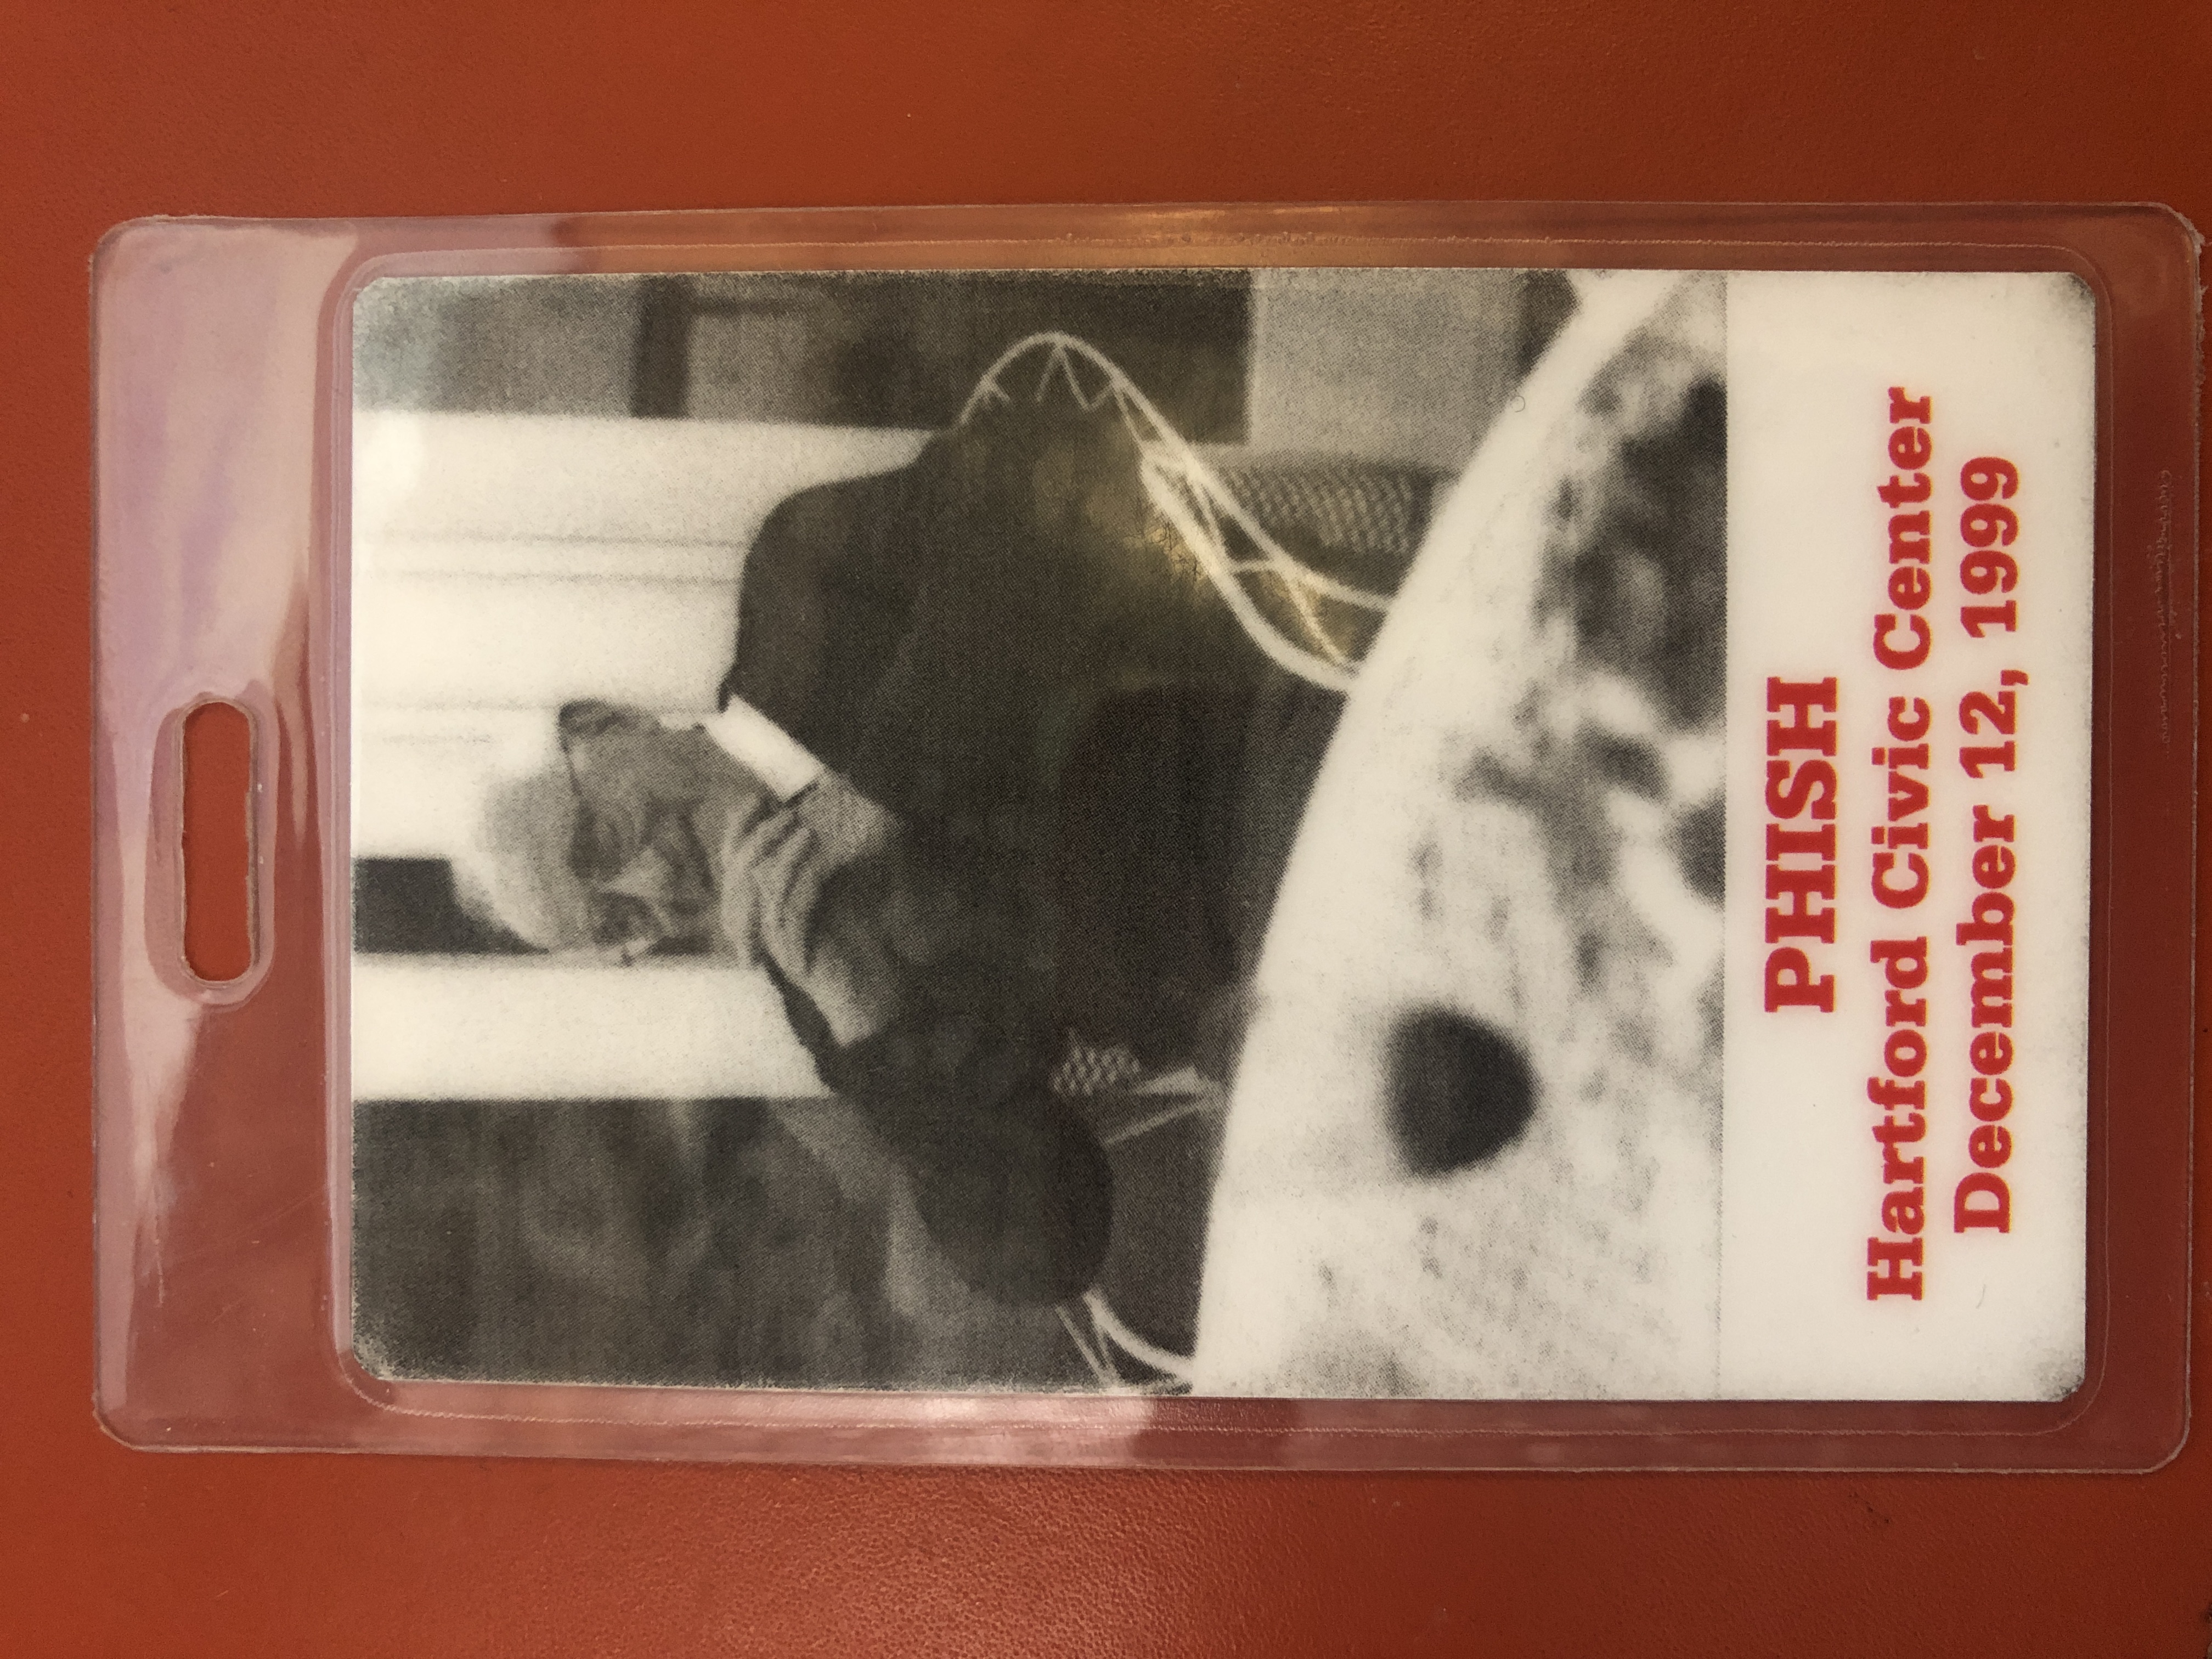 PHISH
Hartford Civic Center
December 12, 1999